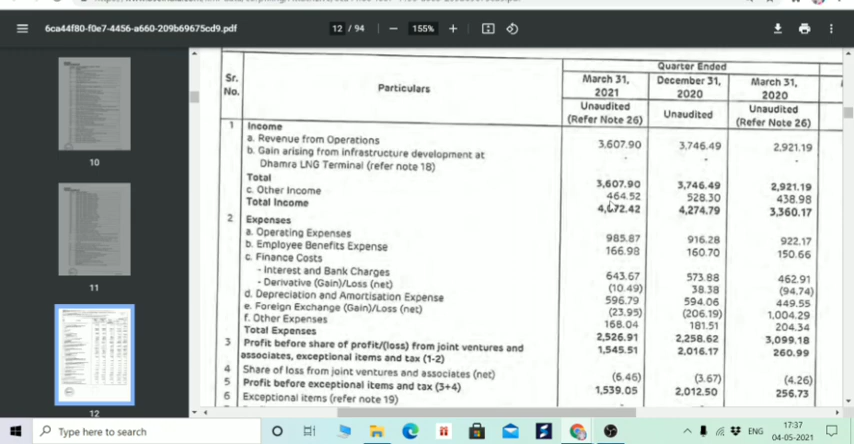 6ca44f80-f0e7-4456-a660-209b69675cd9.pdf 12 / 94 — 155% +
10
11
12
Sr. No. Particulars Quarter Ended
March 31, 2021 December 31, 2020 March 31, 2020
Unaudited (Refer Note 26) Unaudited Unaudited (Refer Note 26)
1 Income
a. Revenue from Operations 3,607.90 3,746.49 2,921.19
b. Gain arising from infrastructure development at
Dhamra LNG Terminal (refer note 18) - - -
Total 3,607.90 3,746.49 2,921.19
c. Other Income 464.52 528.30 438.98
Total Income 4,072.42 4,274.79 3,360.17
2 Expenses
a. Operating Expenses 985.87 916.28 922.17
b. Employee Benefits Expense 166.98 160.70 150.66
c. Finance Costs
- Interest and Bank Charges 643.67 573.88 462.91
- Derivative (Gain)/Loss (net) (10.49) 38.38 (94.74)
d. Depreciation and Amortisation Expense 596.79 594.06 449.55
e. Foreign Exchange (Gain)/Loss (net) (23.95) (206.19) 1,004.29
f. Other Expenses 168.04 181.51 204.34
Total Expenses 2,526.91 2,258.62 3,099.18
3 Profit before share of profit/(loss) from joint ventures and
associates, exceptional items and tax (1-2) 1,545.51 2,016.17 260.99
4 Share of loss from joint ventures and associates (net) (6.46) (3.67) (4.26)
5 Profit before exceptional items and tax (3+4) 1,539.05 2,012.50 256.73
6 Exceptional items (refer note 19)
Type here to search
ENG
17:37
04-05-2021